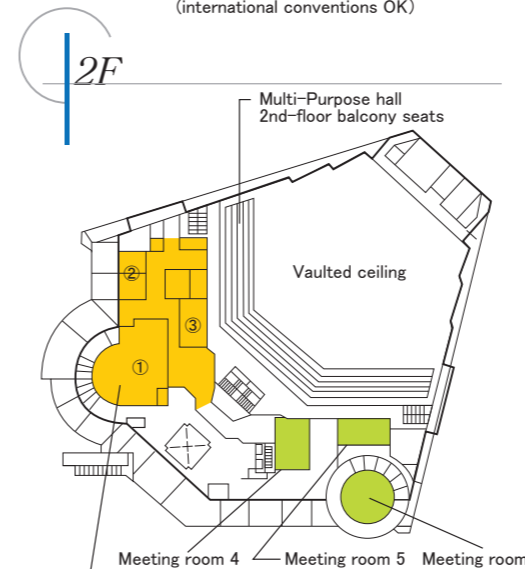 (international conventions OK)
2F
Multi-Purpose hall
2nd-floor balcony seats
Vaulted ceiling
②
③
①
Meeting room 4
Meeting room 5
Meeting room